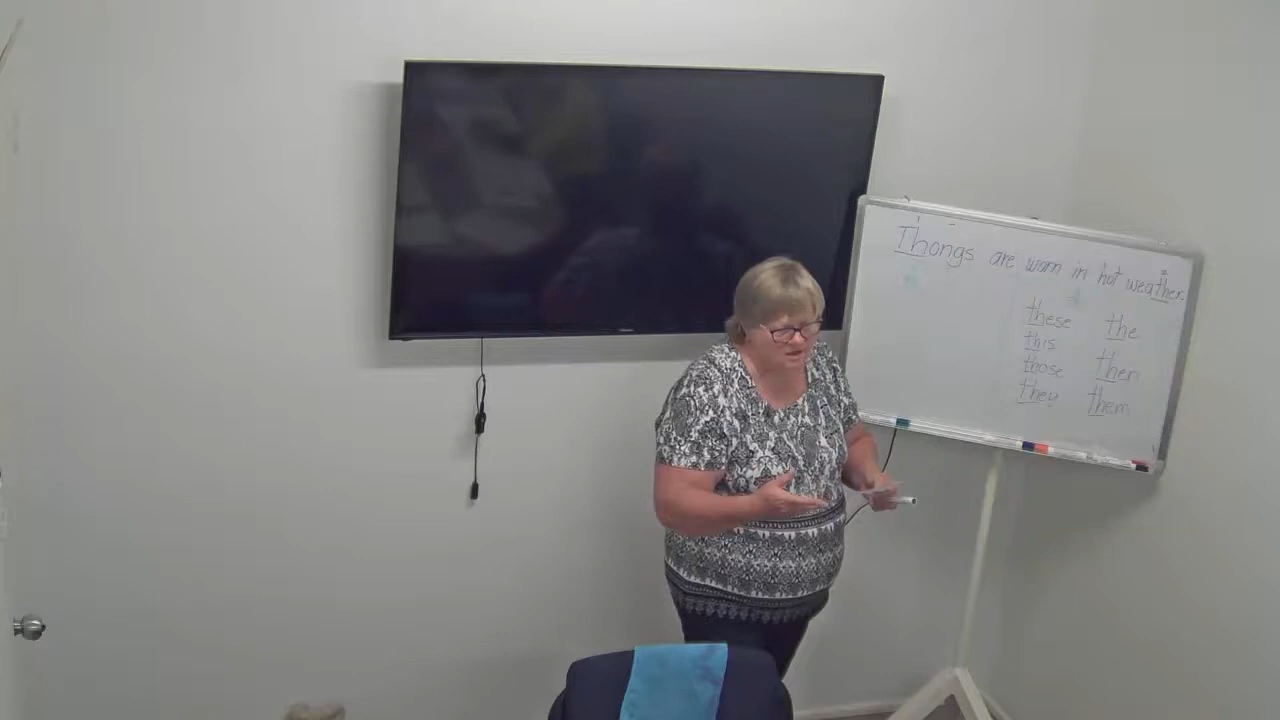 Thongs are worn in hot weather.
these the
this
those then
they them